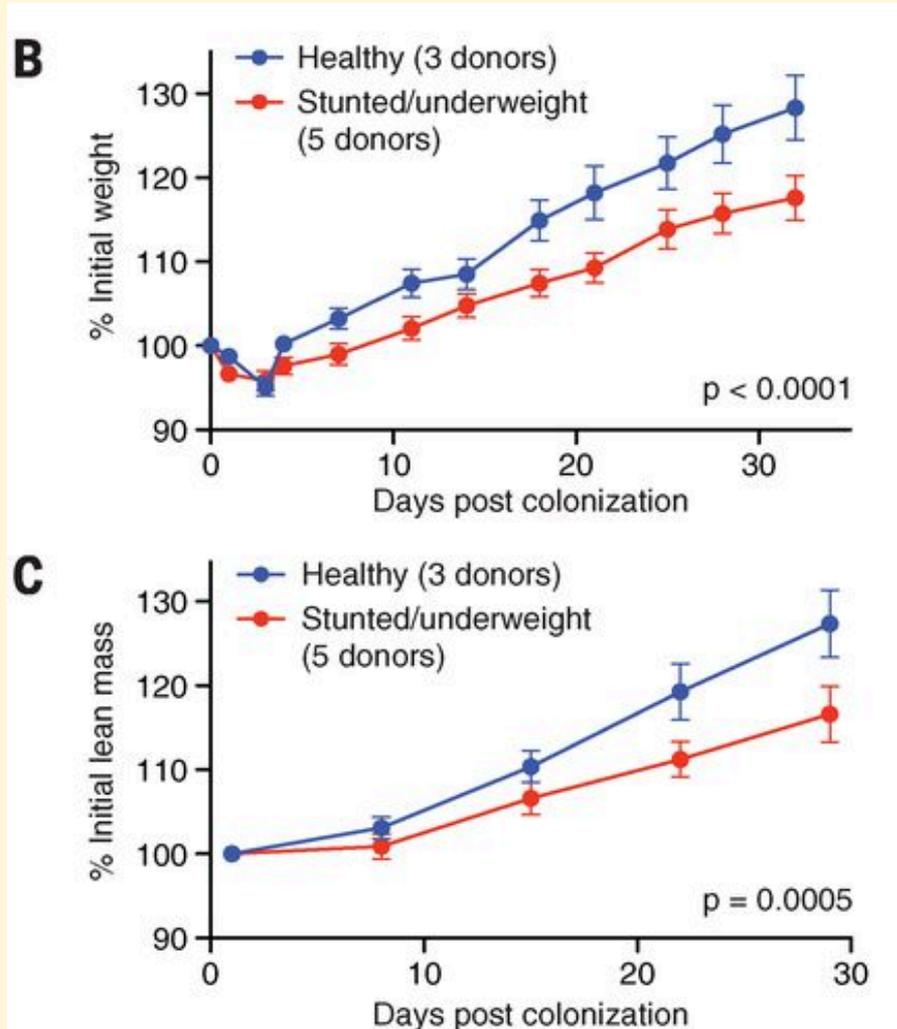 B
Healthy (3 donors)
Stunted/underweight
(5 donors)
130
120
110
100
90
% Initial weight
p < 0.0001
0 10 20 30
Days post colonization
C
Healthy (3 donors)
Stunted/underweight
(5 donors)
130
120
110
100
90
% Initial lean mass
p = 0.0005
0 10 20 30
Days post colonization